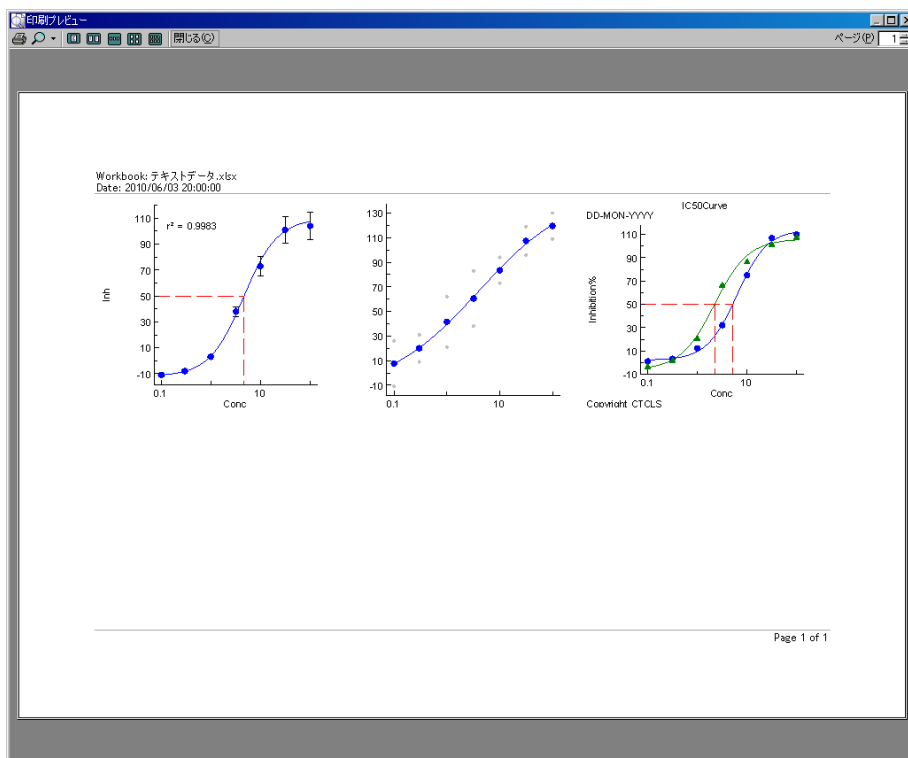 印刷プレビュー
閉じる(C)
ページ(P) 1
Workbook: テキストデータ.xlsx
Date: 2010/06/03 20:00:00
110
90
70
50
30
10
-10
Inh
r² = 0.9983
0.1
10
Conc
130
110
90
70
50
30
10
-10
0.1
10
IC50Curve
DD-MON-YYYY
110
90
70
50
30
10
-10
Inhibition%
0.1
10
Conc
Copyright CTCLS
Page 1 of 1